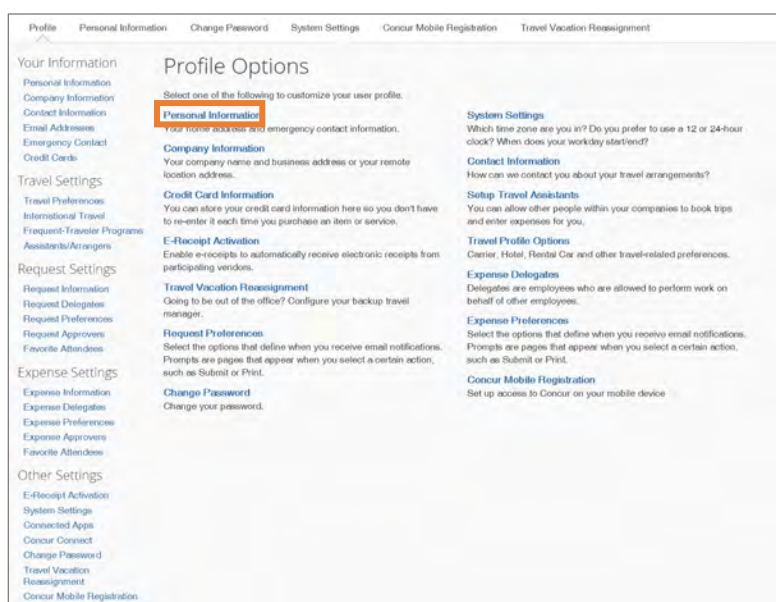 Profile Personal Information Change Password System Settings Concur Mobile Registration Travel Vacation Reassignment
Your Information
Personal Information
Company Information
Contact Information
Email Addresses
Emergency Contact
Credit Cards
Travel Settings
Travel Preferences
International Travel
Frequent-Traveler Programs
Assistants/Arrangers
Request Settings
Request Information
Request Delegates
Request Preferences
Request Approvers
Favorite Attendees
Expense Settings
Expense Information
Expense Delegates
Expense Preferences
Expense Approvers
Favorite Attendees
Other Settings
E-Receipt Activation
System Settings
Connected Apps
Concur Connect
Change Password
Travel Vacation
Reassignment
Concur Mobile Registration
Profile Options
Select one of the following to customize your user profile.
Personal Information
Your home address and emergency contact information.
Company Information
Your company name and business address or your remote
location address.
Credit Card Information
You can store your credit card information here so you don't have
to re-enter it each time you purchase an item or service.
E-Receipt Activation
Enable e-receipts to automatically receive electronic receipts from
participating vendors.
Travel Vacation Reassignment
Going to be out of the office? Configure your backup travel
manager.
Request Preferences
Select the options that define when you receive email notifications.
Prompts are pages that appear when you select a certain action,
such as Submit or Print.
Change Password
Change your password.
System Settings
Which time zone are you in? Do you prefer to use a 12 or 24-hour
clock? When does your workday start/end?
Contact Information
How can we contact you about your travel arrangements?
Setup Travel Assistants
You can allow other people within your companies to book trips
and enter expenses for you.
Travel Profile Options
Carrier, Hotel, Rental Car and other travel-related preferences.
Expense Delegates
Delegates are employees who are allowed to perform work on
behalf of other employees.
Expense Preferences
Select the options that define when you receive email notifications.
Prompts are pages that appear when you select a certain action,
such as Submit or Print.
Concur Mobile Registration
Set up access to Concur on your mobile device